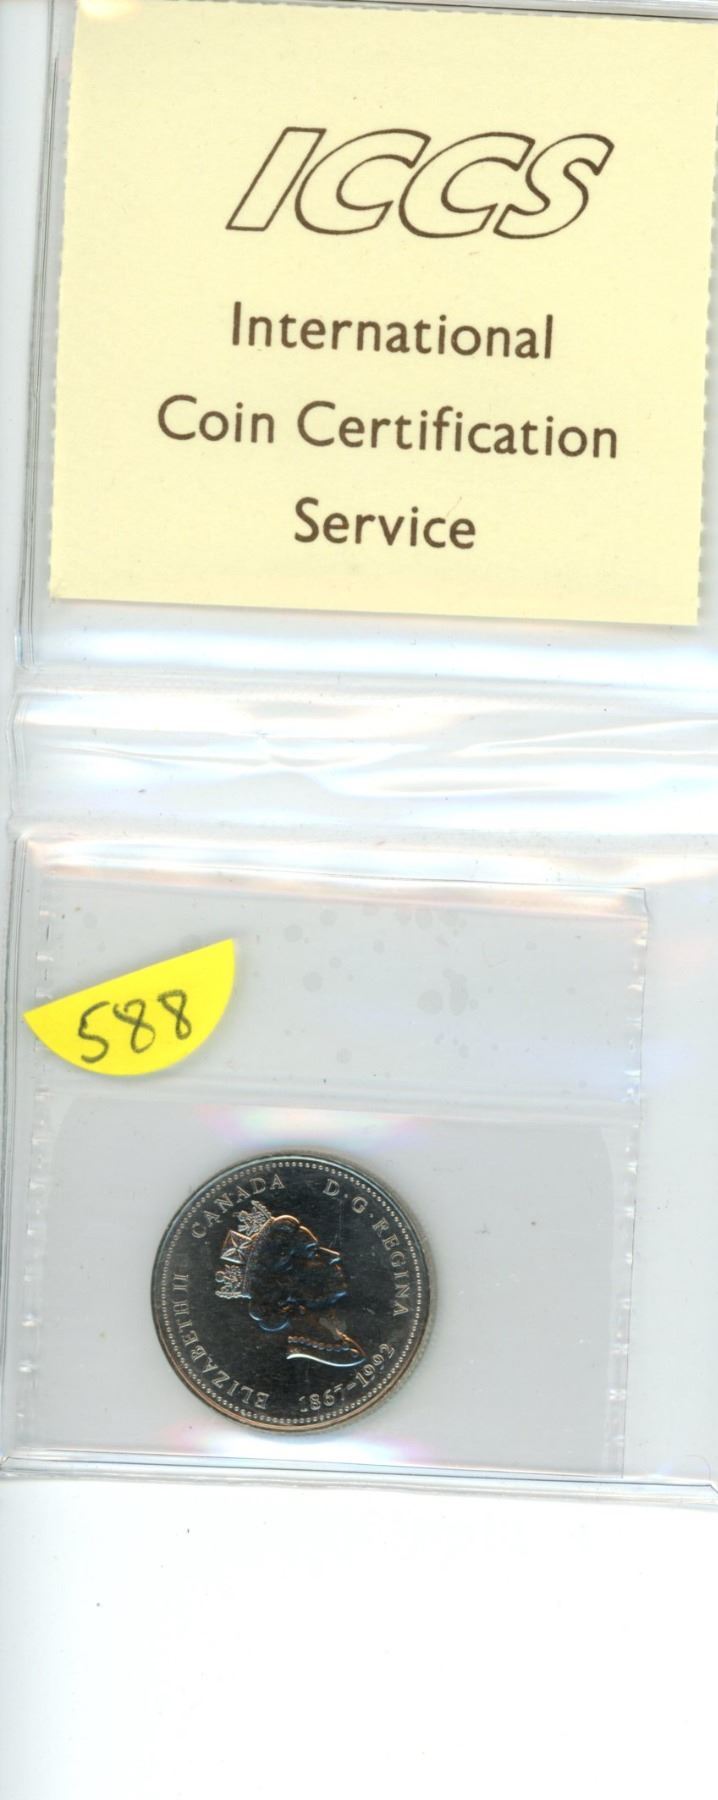 ICCS
International
Coin Certification
Service
588
ELIZABETH II CANADA D.G. REGINA
1867-1992